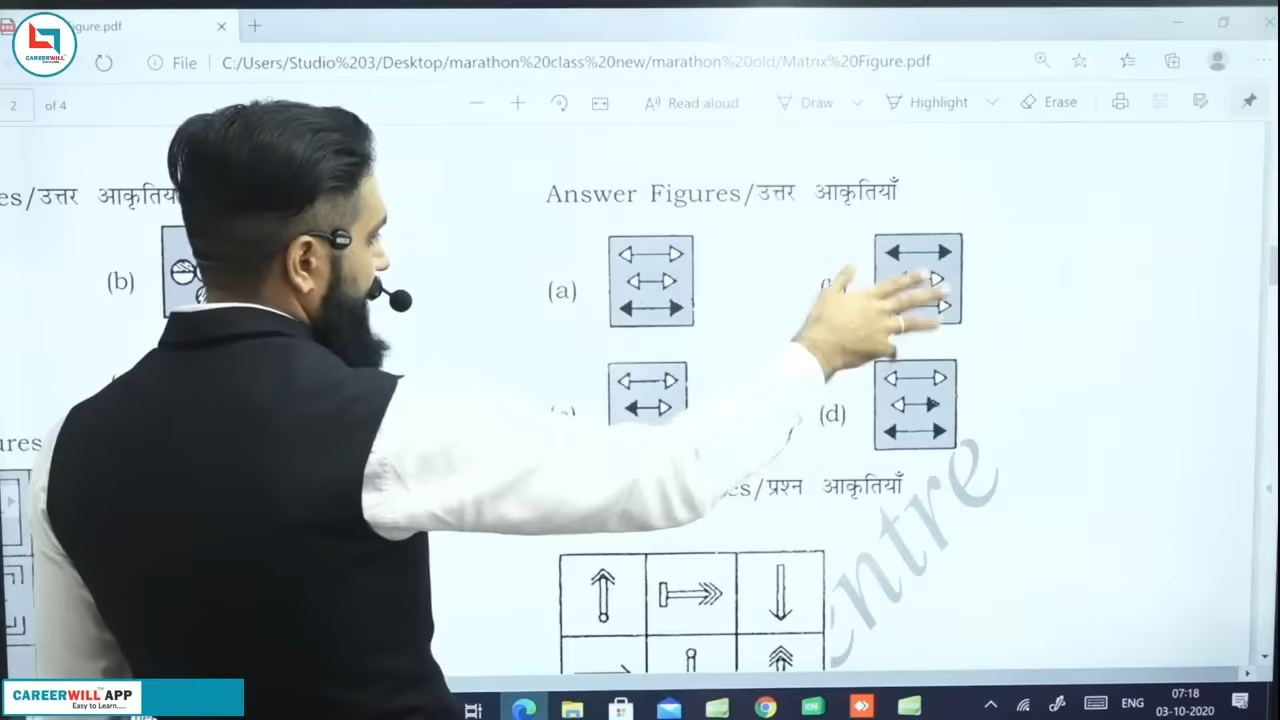 Figure.pdf
CAREERWILL
File C:/Users/Studio%203/Desktop/marathon%20class%20new/marathon%20old/Matrix%20Figure.pdf
2 of 4
Read aloud Draw Highlight Erase
es/उत्तर आकृतिय
Answer Figures/उत्तर आकृतियाँ
(b)
(a)
(d)
ures
es/प्रश्न आकृतियाँ
entre
CAREERWILL APP
Easy to Learn.....
ENG
07:18
03-10-2020